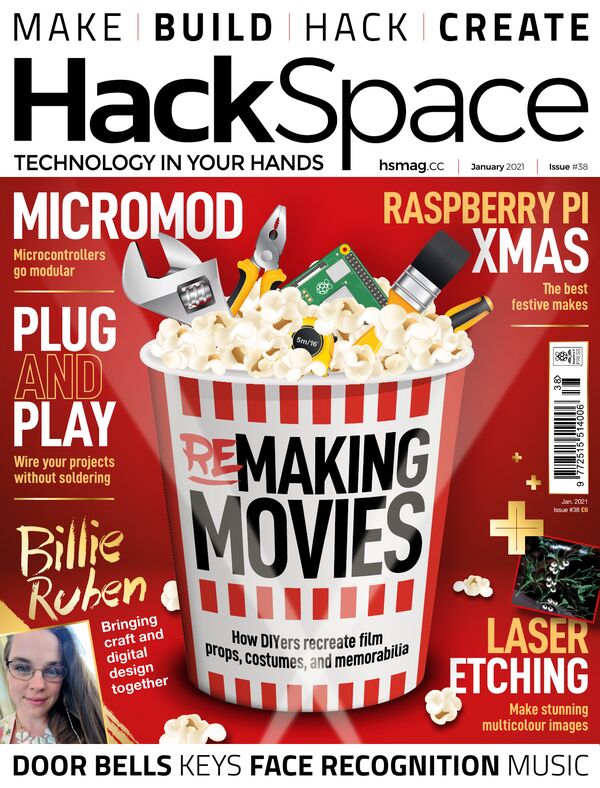 MAKE | BUILD | HACK | CREATE
HackSpace
TECHNOLOGY IN YOUR HANDS
hsmag.cc | January 2021 | Issue #38
MICROMOD
Microcontrollers
go modular
RASPBERRY PI
XMAS
The best
festive makes
PLUG
AND
PLAY
Wire your projects
without soldering
5m/16'
REMAKING
MOVIES
How DIYers recreate film
props, costumes, and memorabilia
38
9 772515 514006
Jan. 2021
Issue #38 £6
Billie
Ruben
Bringing
craft and
digital
design
together
LASER
ETCHING
Make stunning
multicolour images
DOOR BELLS KEYS FACE RECOGNITION MUSIC